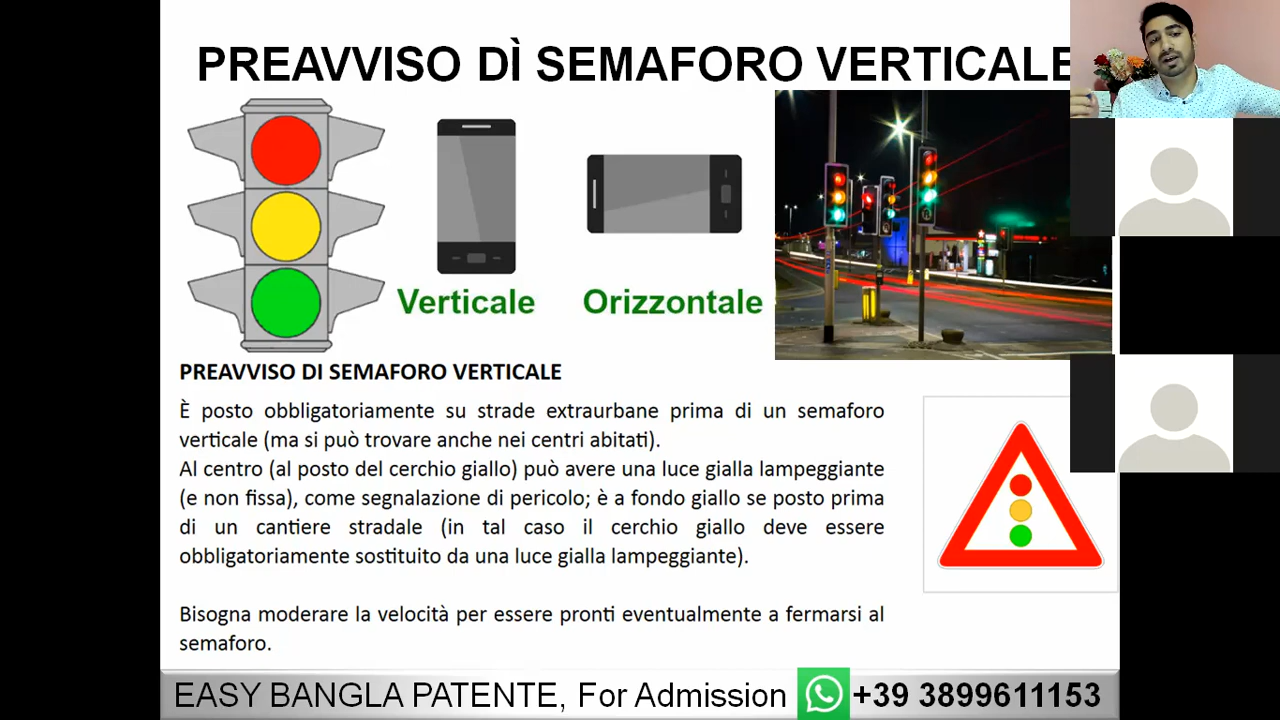 PREAVVISO DÌ SEMAFORO VERTICALE
Verticale
Orizzontale
PREAVVISO DI SEMAFORO VERTICALE
È posto obbligatoriamente su strade extraurbane prima di un semaforo
verticale (ma si può trovare anche nei centri abitati).
Al centro (al posto del cerchio giallo) può avere una luce gialla lampeggiante
(e non fissa), come segnalazione di pericolo; è a fondo giallo se posto prima
di un cantiere stradale (in tal caso il cerchio giallo deve essere
obbligatoriamente sostituito da una luce gialla lampeggiante).
Bisogna moderare la velocità per essere pronti eventualmente a fermarsi al
semaforo.
EASY BANGLA PATENTE, For Admission +39 3899611153